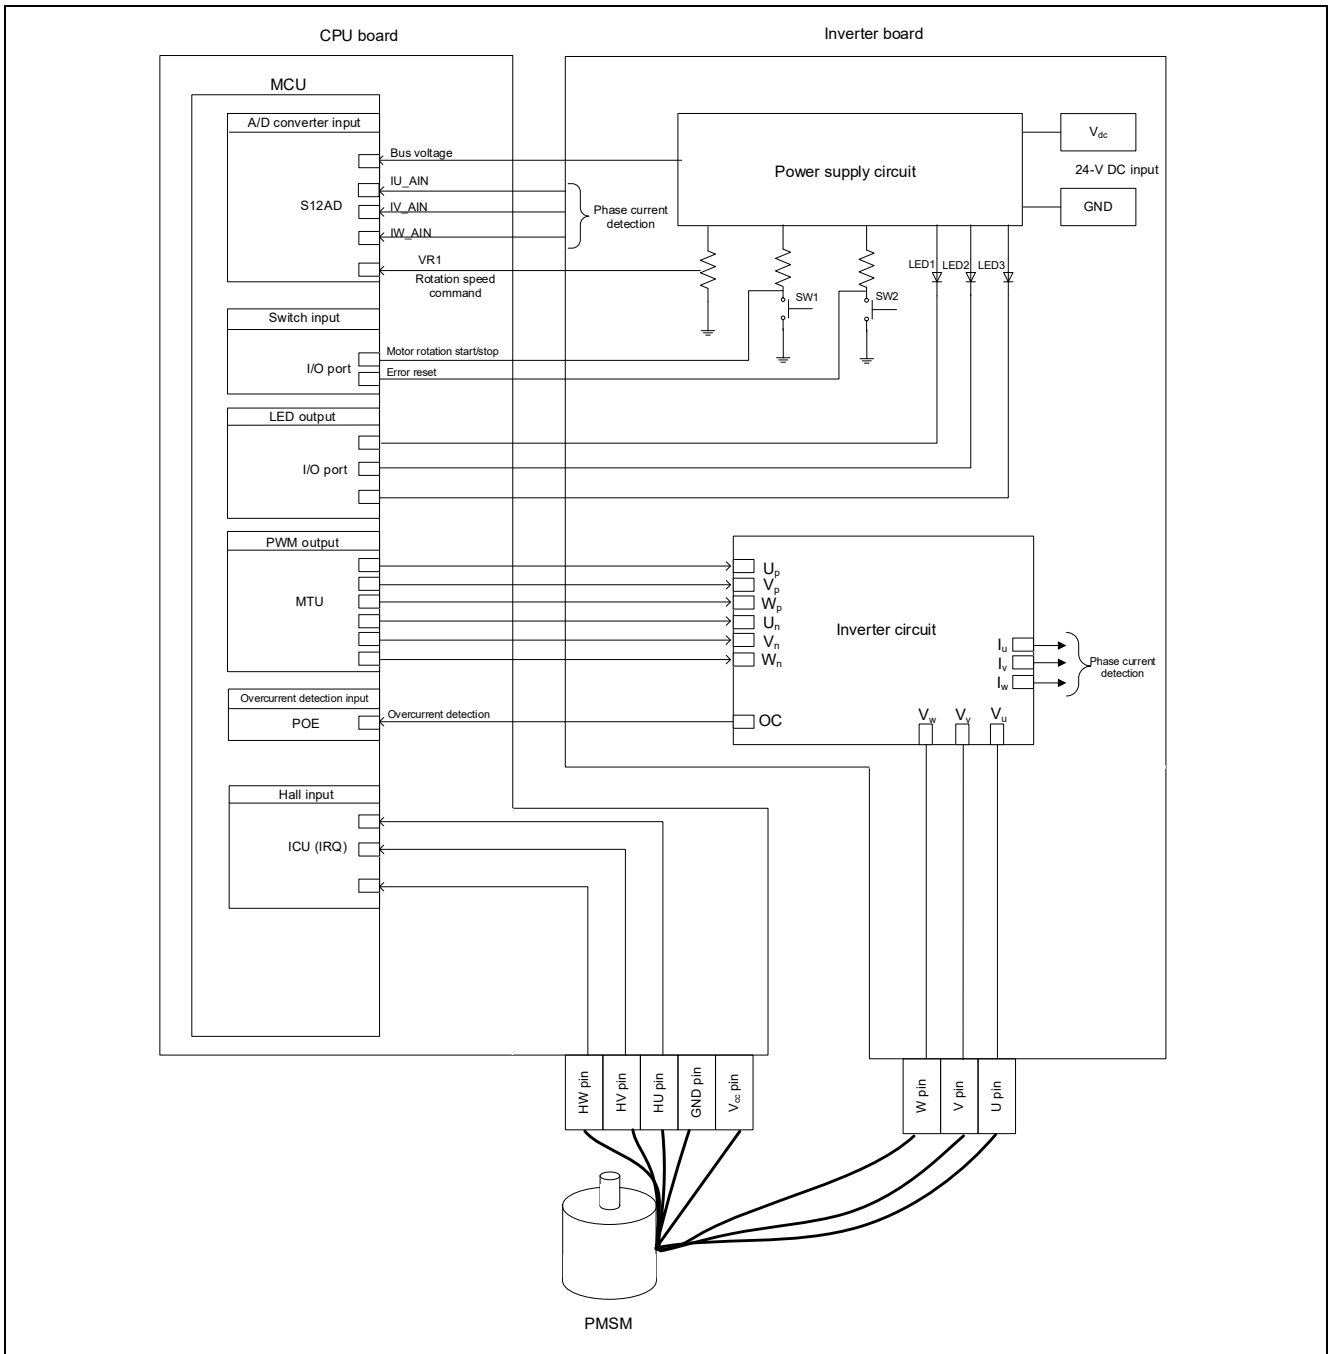 CPU board
Inverter board
MCU
A/D converter input
S12AD
Bus voltage
IU_AIN
IV_AIN
IW_AIN
Phase current
detection
VR1
Rotation speed
command
Power supply circuit
Vdc
24-V DC input
GND
LED1
LED2
LED3
SW1
SW2
Switch input
I/O port
Motor rotation start/stop
Error reset
LED output
I/O port
PWM output
MTU
Up
Vp
Wp
Un
Vn
Wn
Inverter circuit
Iu
Iv
Iw
Phase current
detection
Overcurrent detection input
POE
Overcurrent detection
OC
Vw
Vv
Vu
Hall input
ICU (IRQ)
HW pin
HV pin
HU pin
GND pin
Vcc pin
W pin
V pin
U pin
PMSM